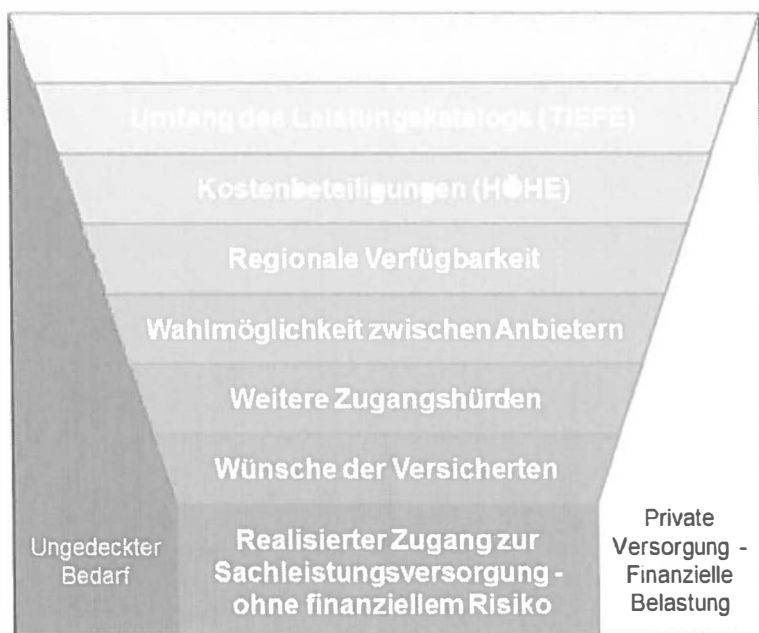 Umfang des Leistungskatalogs (TIEFE)
Kostenbeteiligungen (HÖHE)
Regionale Verfügbarkeit
Wahlmöglichkeit zwischen Anbietern
Weitere Zugangshürden
Wünsche der Versicherten
Ungedeckter
Bedarf
Realisierter Zugang zur
Sachleistungsversorgung -
ohne finanziellem Risiko
Private
Versorgung -
Finanzielle
Belastung